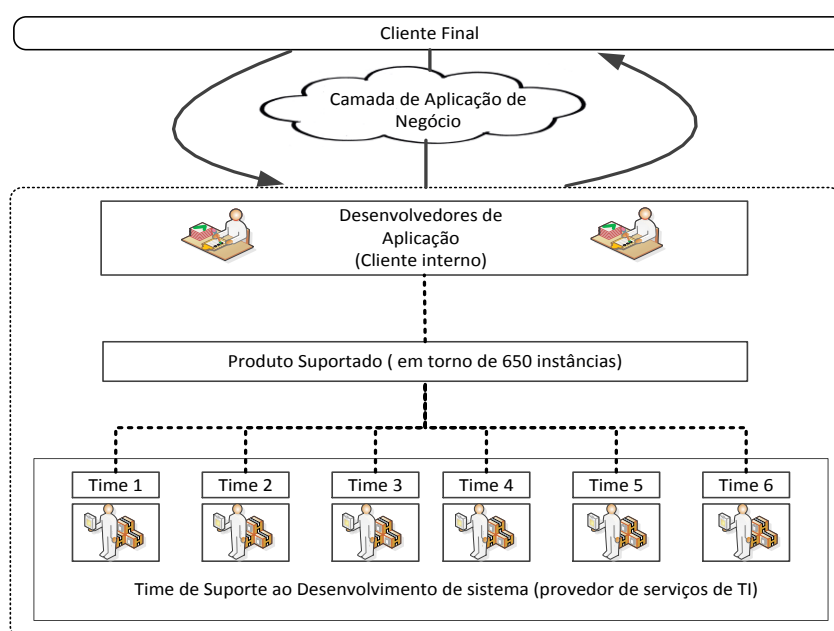 Cliente Final
Camada de Aplicação de
Negócio
Desenvolvedores de
Aplicação
(Cliente interno)
Produto Suportado ( em torno de 650 instâncias)
Time 1
Time 2
Time 3
Time 4
Time 5
Time 6
Time de Suporte ao Desenvolvimento de sistema (provedor de serviços de TI)